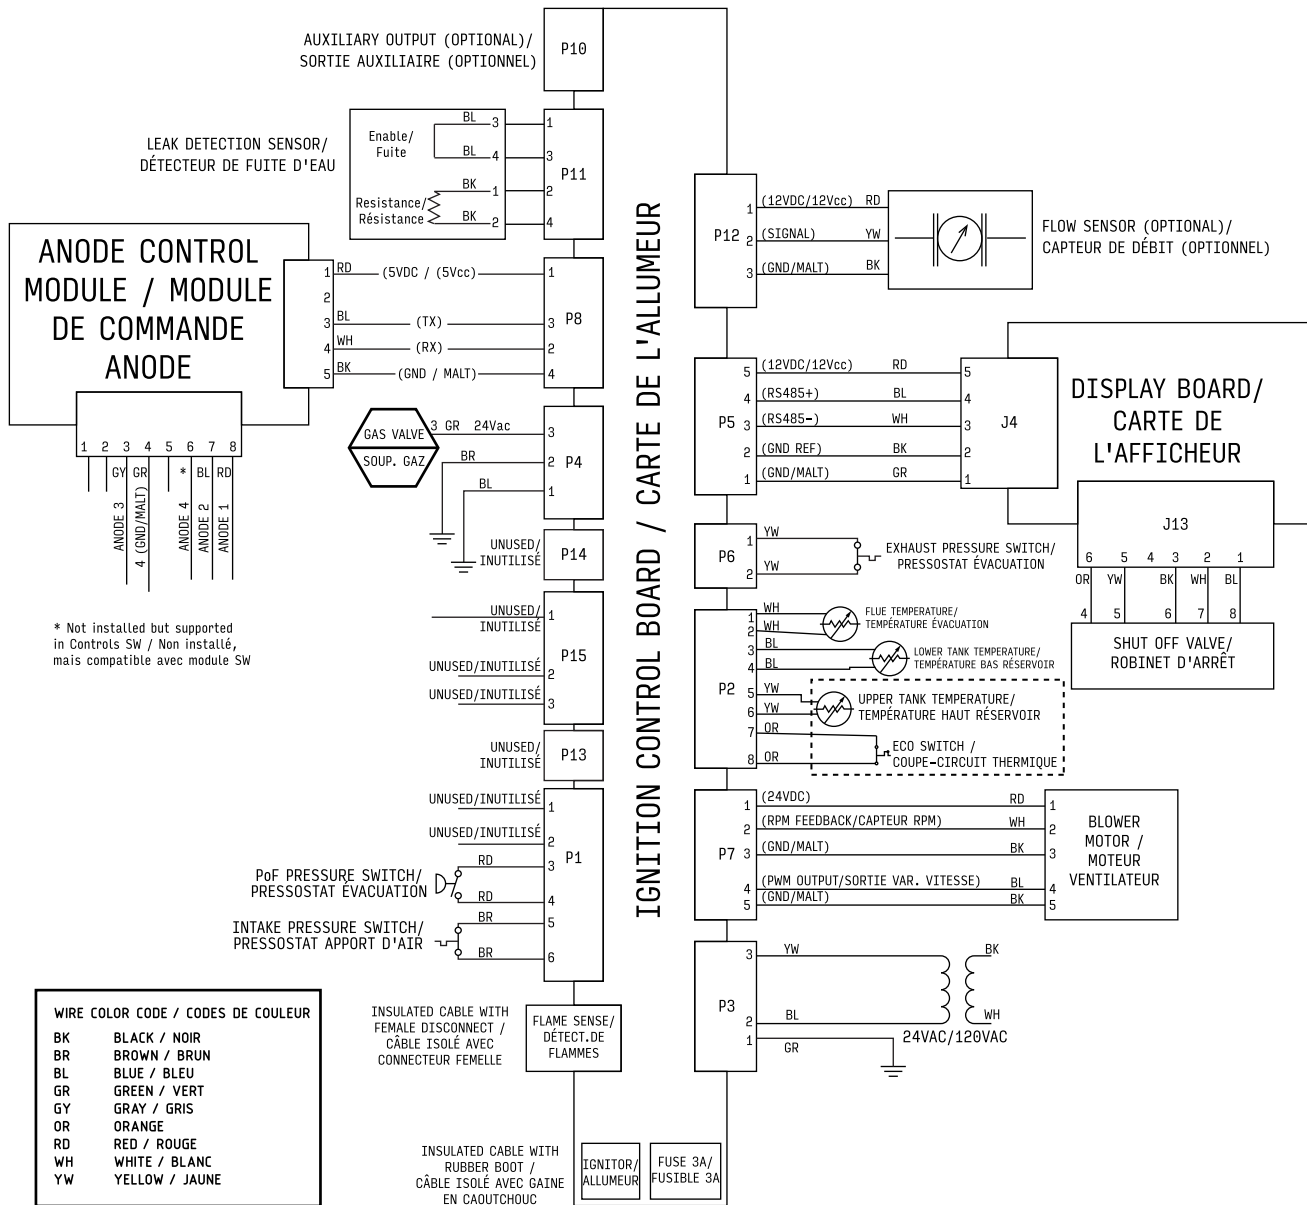 AUXILIARY OUTPUT (OPTIONAL)/
SORTIE AUXILIAIRE (OPTIONNEL)
P10
LEAK DETECTION SENSOR/
DÉTECTEUR DE FUITE D'EAU
Enable/
Fuite
Resistance/
Résistance
BL 3
BL 4
BK 1
BK 2
1
3
2
4
P11
ANODE CONTROL
MODULE / MODULE
DE COMMANDE
ANODE
1 RD (5VDC / (5Vcc) 1
2
3 BL (TX) 3
4 WH (RX) 2
5 BK (GND / MALT) 4
P8
1 2 3 4 5 6 7 8
GY GR * BL RD
ANODE 3
4 (GND/MALT)
ANODE 4
ANODE 2
ANODE 1
* Not installed but supported
in Controls SW / Non installé,
mais compatible avec module SW
GAS VALVE
SOUP. GAZ
3 GR 24Vac 3
BR 2
BL 1
P4
UNUSED/
INUTILISÉ
P14
UNUSED/
INUTILISÉ
1
UNUSED/INUTILISÉ
2
UNUSED/INUTILISÉ
3
P15
UNUSED/
INUTILISÉ
P13
UNUSED/INUTILISÉ
1
UNUSED/INUTILISÉ
2
P1
PoF PRESSURE SWITCH/
PRESSOSTAT ÉVACUATION
RD 3
RD 4
INTAKE PRESSURE SWITCH/
PRESSOSTAT APPORT D'AIR
BR 5
BR 6
INSULATED CABLE WITH
FEMALE DISCONNECT /
CÂBLE ISOLÉ AVEC
CONNECTEUR FEMELLE
FLAME SENSE/
DÉTECT.DE
FLAMMES
INSULATED CABLE WITH
RUBBER BOOT /
CÂBLE ISOLÉ AVEC GAINE
EN CAOUTCHOUC
IGNITOR/
ALLUMEUR
FUSE 3A/
FUSIBLE 3A
WIRE COLOR CODE / CODES DE COULEUR
BK BLACK / NOIR
BR BROWN / BRUN
BL BLUE / BLEU
GR GREEN / VERT
GY GRAY / GRIS
OR ORANGE
RD RED / ROUGE
WH WHITE / BLANC
YW YELLOW / JAUNE
IGNITION CONTROL BOARD / CARTE DE L'ALLUMEUR
P12
1 (12VDC/12Vcc) RD
2 (SIGNAL) YW
3 (GND/MALT) BK
FLOW SENSOR (OPTIONAL)/
CAPTEUR DE DÉBIT (OPTIONNEL)
P5
5 (12VDC/12Vcc) RD 5
4 (RS485+) BL 4
3 (RS485-) WH 3
2 (GND REF) BK 2
1 (GND/MALT) GR 1
J4
DISPLAY BOARD/
CARTE DE
L'AFFICHEUR
J13
6 5 4 3 2 1
OR YW BK WH BL
4 5 6 7 8
SHUT OFF VALVE/
ROBINET D'ARRÊT
P6
1 YW
2 YW
EXHAUST PRESSURE SWITCH/
PRESSOSTAT ÉVACUATION
P2
1 WH
2 WH
3 BL
4 BL
5 YW
6 YW
7 OR
8 OR
FLUE TEMPERATURE/
TEMPÉRATURE ÉVACUATION
LOWER TANK TEMPERATURE/
TEMPÉRATURE BAS RÉSERVOIR
UPPER TANK TEMPERATURE/
TEMPÉRATURE HAUT RÉSERVOIR
ECO SWITCH /
COUPE-CIRCUIT THERMIQUE
P7
1 (24VDC) RD 1
2 (RPM FEEDBACK/CAPTEUR RPM) WH 2
3 (GND/MALT) BK 3
4 (PWM OUTPUT/SORTIE VAR. VITESSE) BL 4
5 (GND/MALT) BK 5
BLOWER
MOTOR /
MOTEUR
VENTILATEUR
P3
3 YW BK
2 BL WH
24VAC/120VAC
1 GR